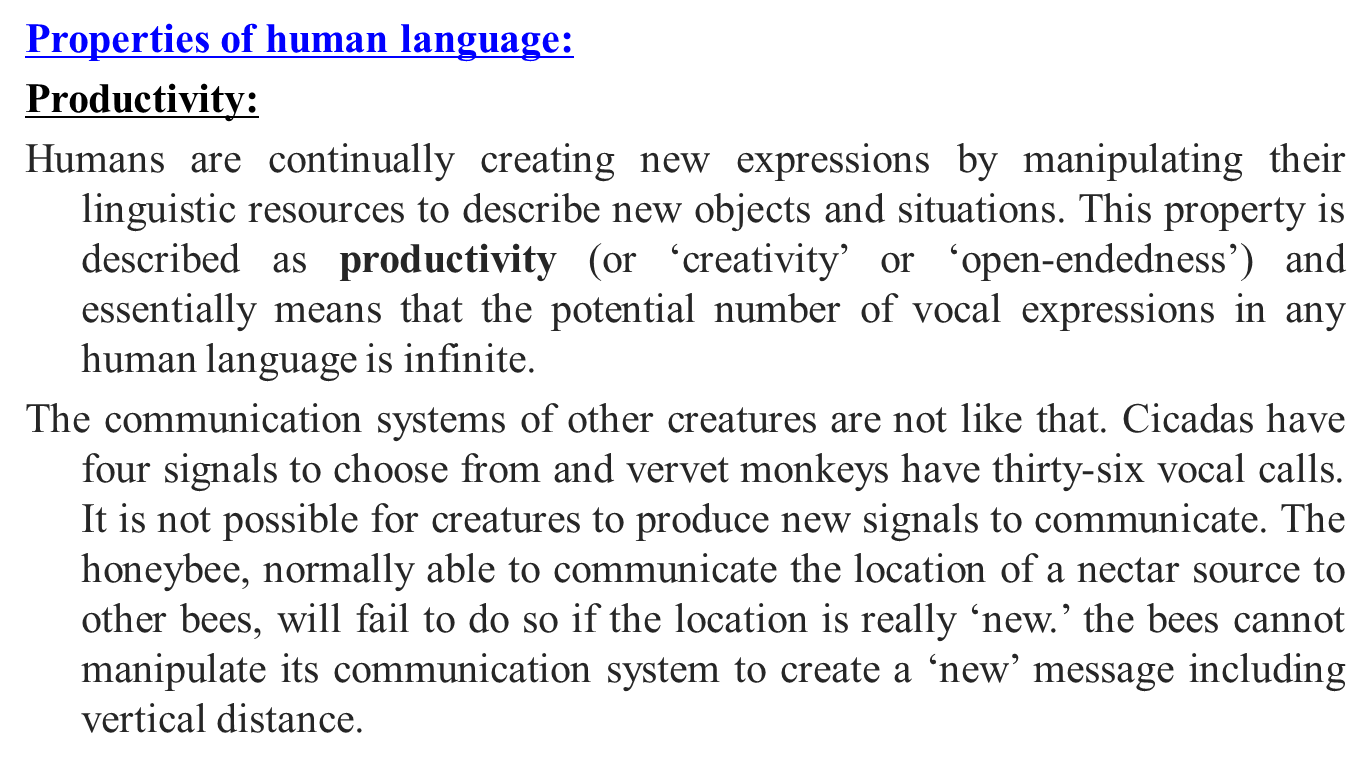 Properties of human language:
Productivity:
Humans are continually creating new expressions by manipulating their
linguistic resources to describe new objects and situations. This property is
described as productivity (or ‘creativity’ or ‘open-endedness’) and
essentially means that the potential number of vocal expressions in any
human language is infinite.
The communication systems of other creatures are not like that. Cicadas have
four signals to choose from and vervet monkeys have thirty-six vocal calls.
It is not possible for creatures to produce new signals to communicate. The
honeybee, normally able to communicate the location of a nectar source to
other bees, will fail to do so if the location is really ‘new.’ the bees cannot
manipulate its communication system to create a ‘new’ message including
vertical distance.